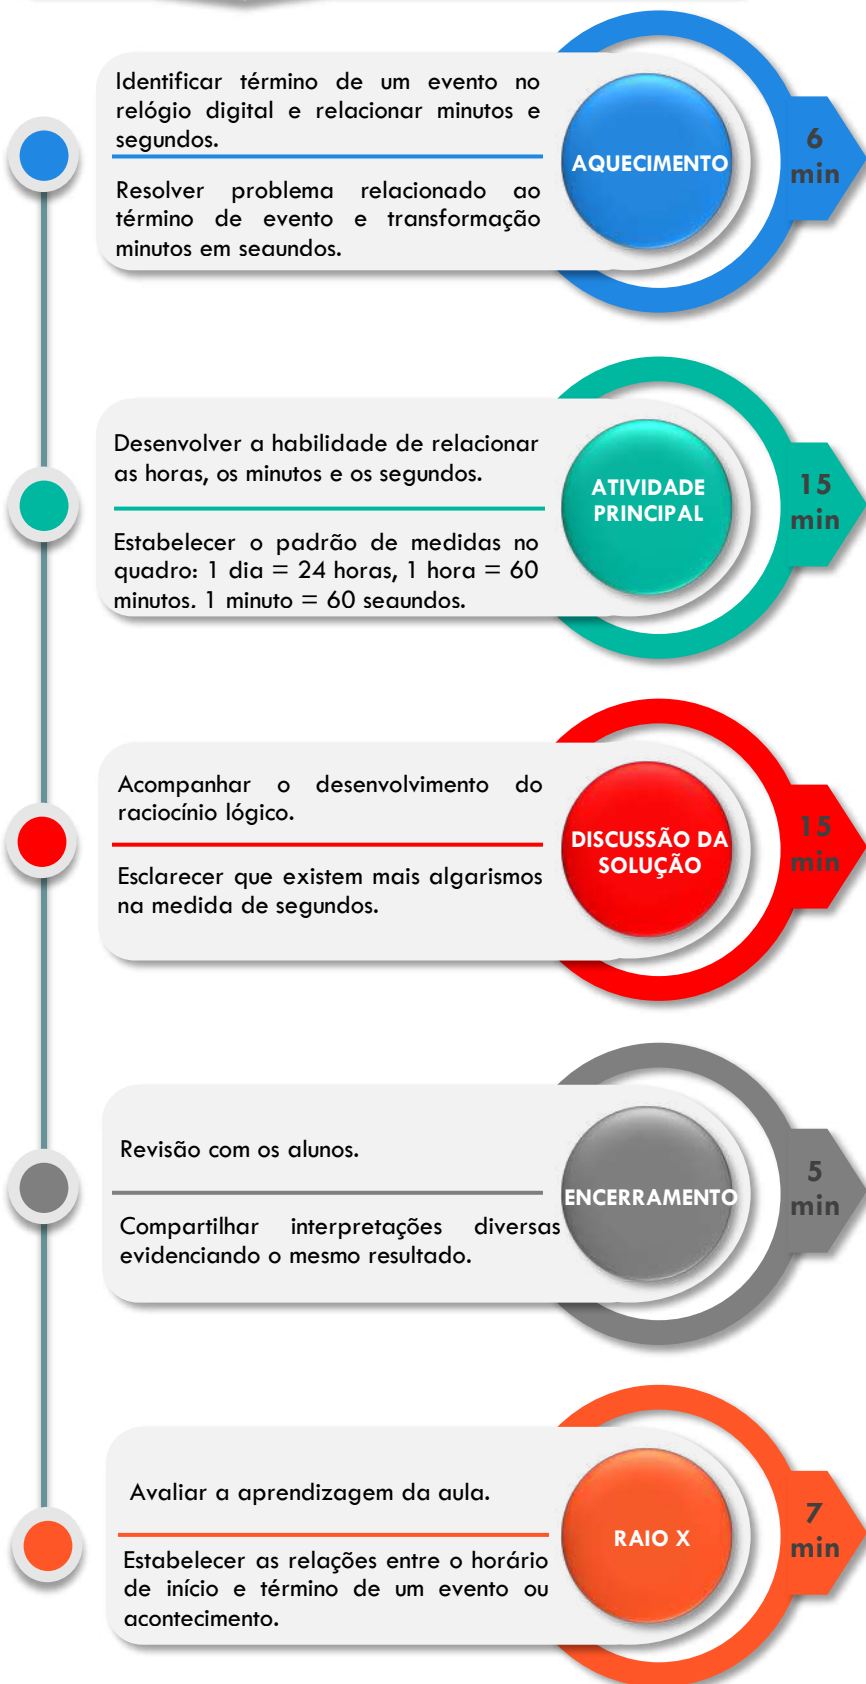 Identificar término de um evento no
relógio digital e relacionar minutos e
segundos.
Resolver problema relacionado ao
término de evento e transformação
minutos em seaundos.
AQUECIMENTO
6
min
Desenvolver a habilidade de relacionar
as horas, os minutos e os segundos.
Estabelecer o padrão de medidas no
quadro: 1 dia = 24 horas, 1 hora = 60
minutos. 1 minuto = 60 seaundos.
ATIVIDADE
PRINCIPAL
15
min
Acompanhar o desenvolvimento do
raciocínio lógico.
Esclarecer que existem mais algarismos
na medida de segundos.
DISCUSSÃO DA
SOLUÇÃO
15
min
Revisão com os alunos.
Compartilhar interpretações diversas
evidenciando o mesmo resultado.
ENCERRAMENTO
5
min
Avaliar a aprendizagem da aula.
Estabelecer as relações entre o horário
de início e término de um evento ou
acontecimento.
RAIO X
7
min